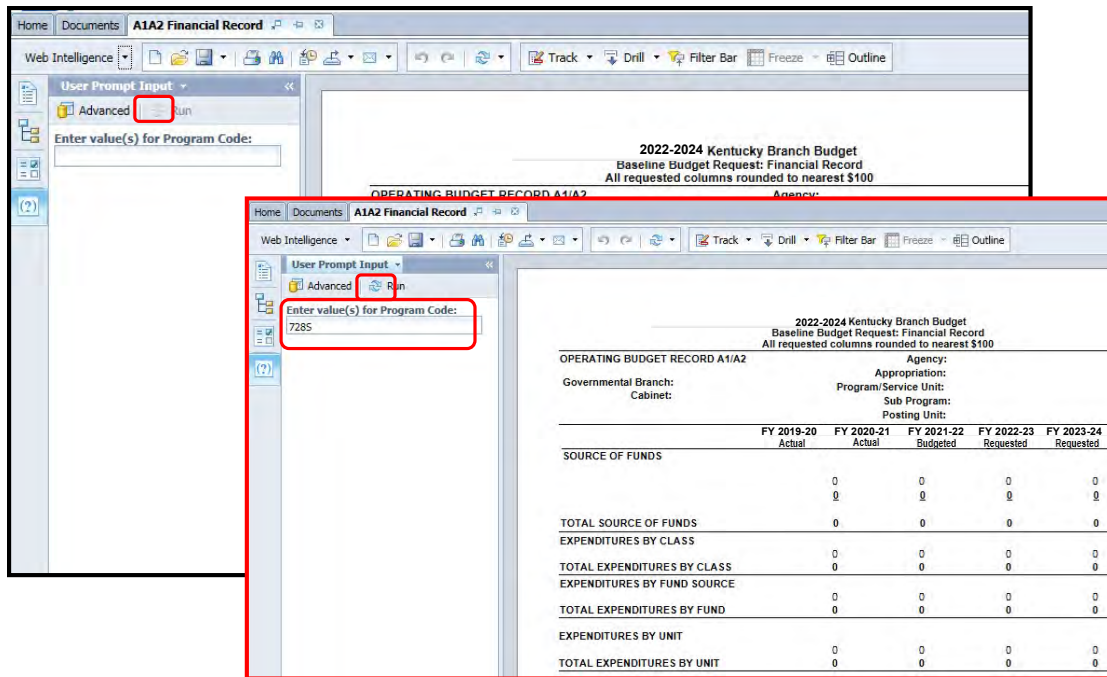 Home Documents A1A2 Financial Record
Web Intelligence Track Drill Filter Bar Freeze Outline
User Prompt Input
Advanced Run
Enter value(s) for Program Code:
2022-2024 Kentucky Branch Budget
Baseline Budget Request: Financial Record
All requested columns rounded to nearest $100
OPERATING BUDGET RECORD A1/A2 Agency:
Home Documents A1A2 Financial Record
Web Intelligence Track Drill Filter Bar Freeze Outline
User Prompt Input
Advanced Run
Enter value(s) for Program Code:
728S
2022-2024 Kentucky Branch Budget
Baseline Budget Request: Financial Record
All requested columns rounded to nearest $100
OPERATING BUDGET RECORD A1/A2 Agency:
Appropriation:
Governmental Branch: Program/Service Unit:
Cabinet: Sub Program:
Posting Unit:
FY 2019-20 FY 2020-21 FY 2021-22 FY 2022-23 FY 2023-24
Actual Actual Budgeted Requested Requested
SOURCE OF FUNDS
0 0 0 0
0 0 0 0
TOTAL SOURCE OF FUNDS 0 0 0 0
EXPENDITURES BY CLASS
0 0 0 0
TOTAL EXPENDITURES BY CLASS 0 0 0 0
EXPENDITURES BY FUND SOURCE
0 0 0 0
TOTAL EXPENDITURES BY FUND 0 0 0 0
EXPENDITURES BY UNIT
0 0 0 0
TOTAL EXPENDITURES BY UNIT 0 0 0 0